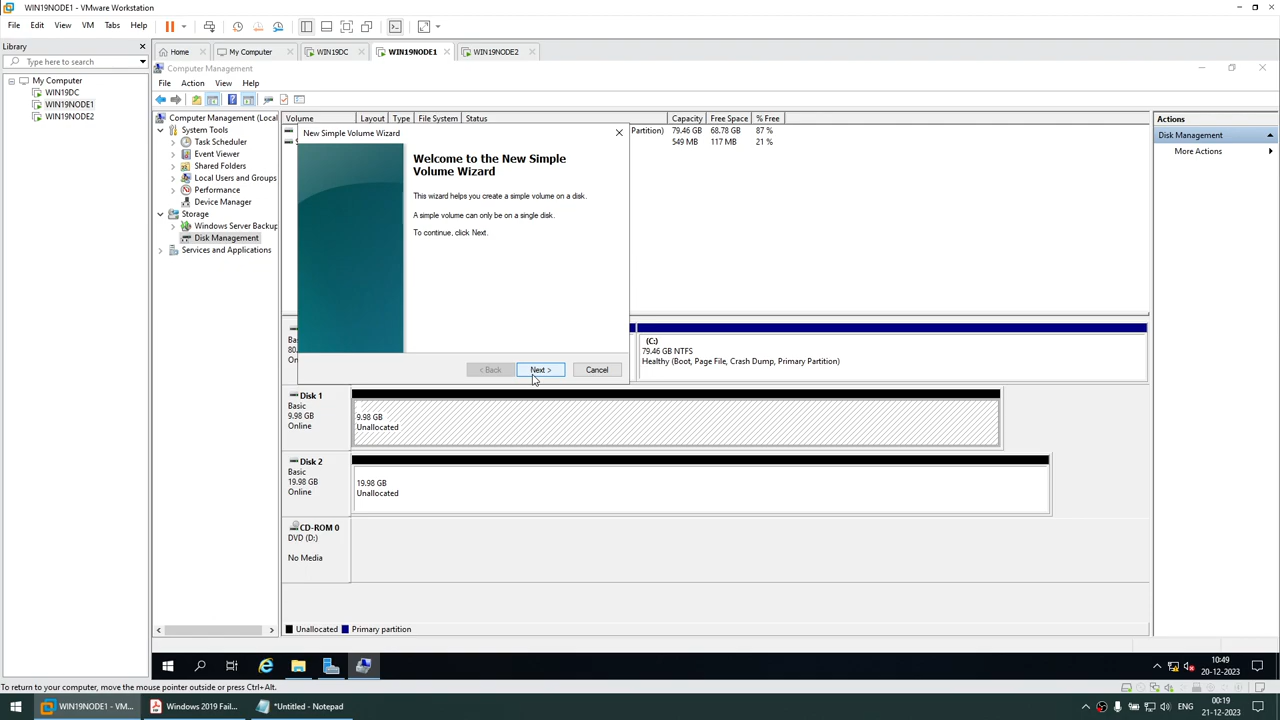 WIN19NODE1 - VMware Workstation
File Edit View VM Tabs Help
Library
Type here to search
My Computer
WIN19DC
WIN19NODE1
WIN19NODE2
Home My Computer WIN19DC WIN19NODE1 WIN19NODE2
Computer Management
File Action View Help
Computer Management (Local
System Tools
Task Scheduler
Event Viewer
Shared Folders
Local Users and Groups
Performance
Device Manager
Storage
Windows Server Backup
Disk Management
Services and Applications
Volume Layout Type File System Status Capacity Free Space % Free
Partition) 79.46 GB 68.78 GB 87 %
549 MB 117 MB 21 %
New Simple Volume Wizard
Welcome to the New Simple
Volume Wizard
This wizard helps you create a simple volume on a disk.
A simple volume can only be on a single disk.
To continue, click Next.
< Back Next > Cancel
(C:)
79.46 GB NTFS
Healthy (Boot, Page File, Crash Dump, Primary Partition)
Disk 1
Basic
9.98 GB
Online
9.98 GB
Unallocated
Disk 2
Basic
19.98 GB
Online
19.98 GB
Unallocated
CD-ROM 0
DVD (D:)
No Media
Unallocated Primary partition
Actions
Disk Management
More Actions
10:49
20-12-2023
To return to your computer, move the mouse pointer outside or press Ctrl+Alt.
WIN19NODE1 - VM... Windows 2019 Fail... *Untitled - Notepad
ENG
00:19
21-12-2023